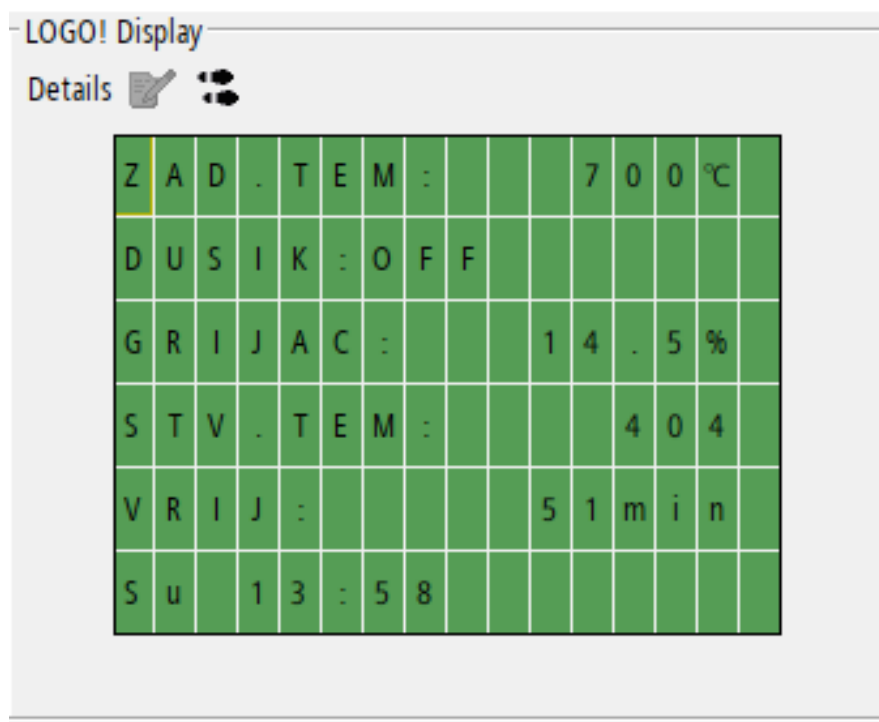 LOGO! Display
Details
ZAD.TEM:   700℃
DUSIK:OFF
GRIJAC:   14.5%
STV.TEM:    404
VRIJ:     51min
Su 13:58